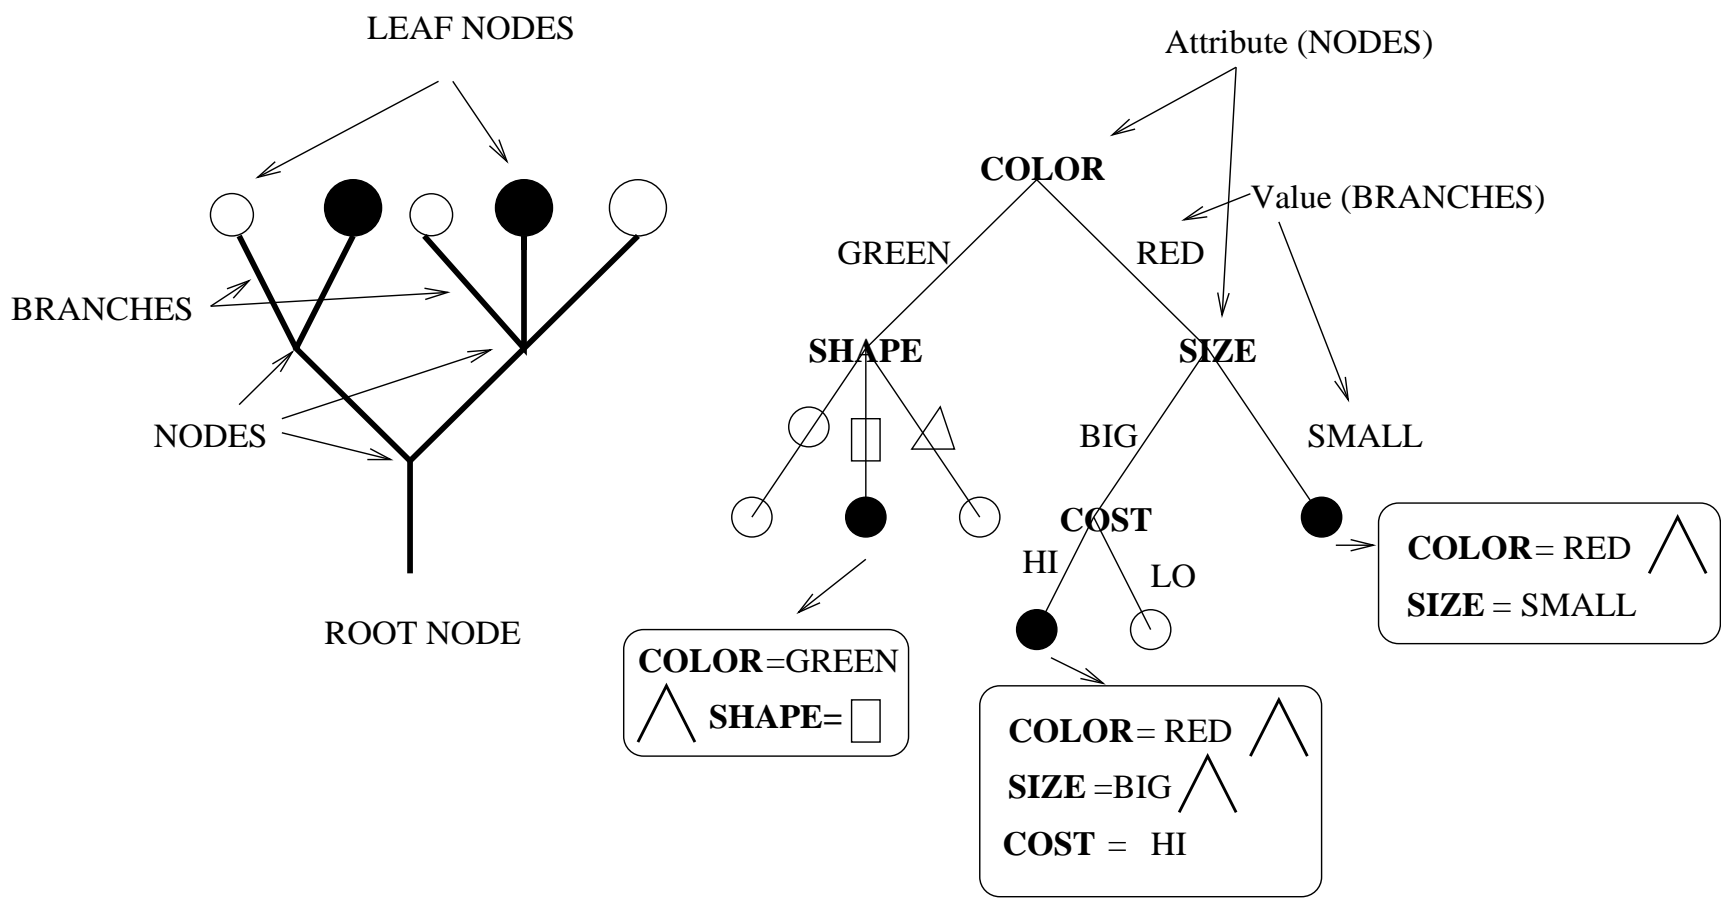 LEAF NODES
BRANCHES
NODES
ROOT NODE
Attribute (NODES)
COLOR
Value (BRANCHES)
GREEN
RED
SHAPE
SIZE
BIG
SMALL
COST
HI
LO
COLOR=GREEN
SHAPE=
COLOR= RED
SIZE =BIG
COST = HI
COLOR= RED
SIZE = SMALL